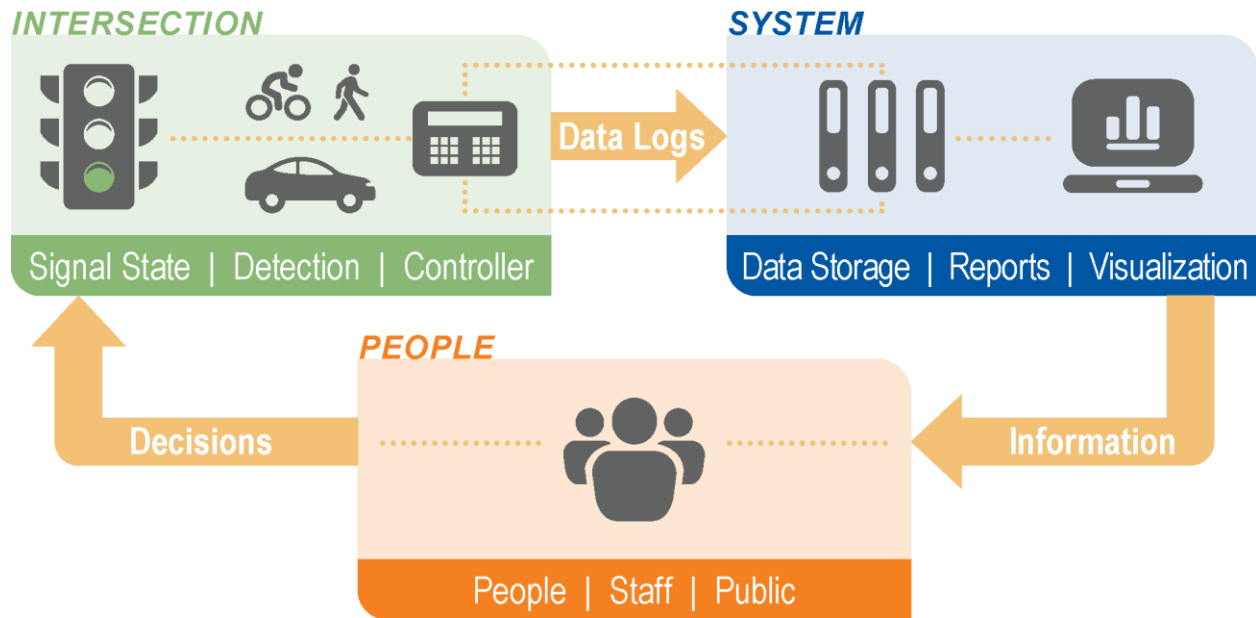 INTERSECTION
SYSTEM
Data Logs
Signal State | Detection | Controller
Data Storage | Reports | Visualization
PEOPLE
Decisions
Information
People | Staff | Public